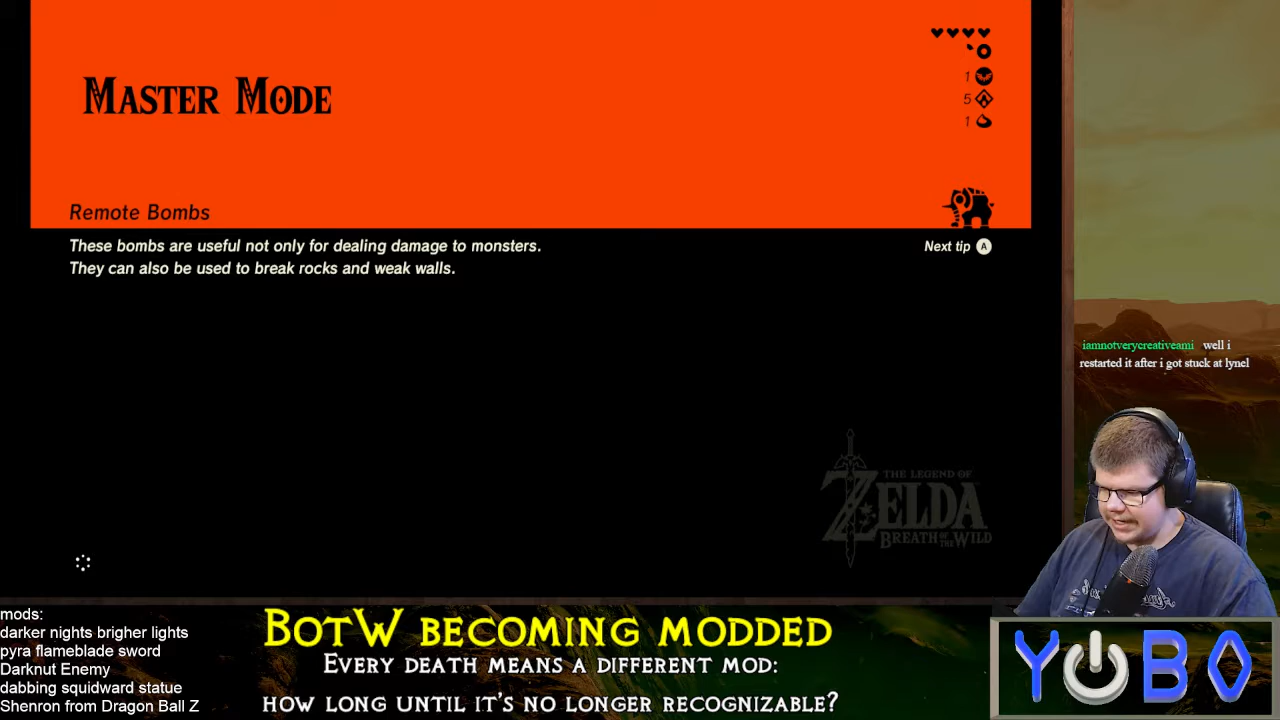 MASTER MODE
1
5
1
Remote Bombs
These bombs are useful not only for dealing damage to monsters.
They can also be used to break rocks and weak walls.
Next tip A
iamnotverycreativeami well i
restarted it after i got stuck at lynel
THE LEGEND OF
ZELDA
BREATH OF THE WILD
mods:
darker nights brigher lights
pyra flameblade sword
Darknut Enemy
dabbing squidward statue
Shenron from Dragon Ball Z
BOTW BECOMING MODDED
EVERY DEATH MEANS A DIFFERENT MOD:
HOW LONG UNTIL IT'S NO LONGER RECOGNIZABLE?
YOBO